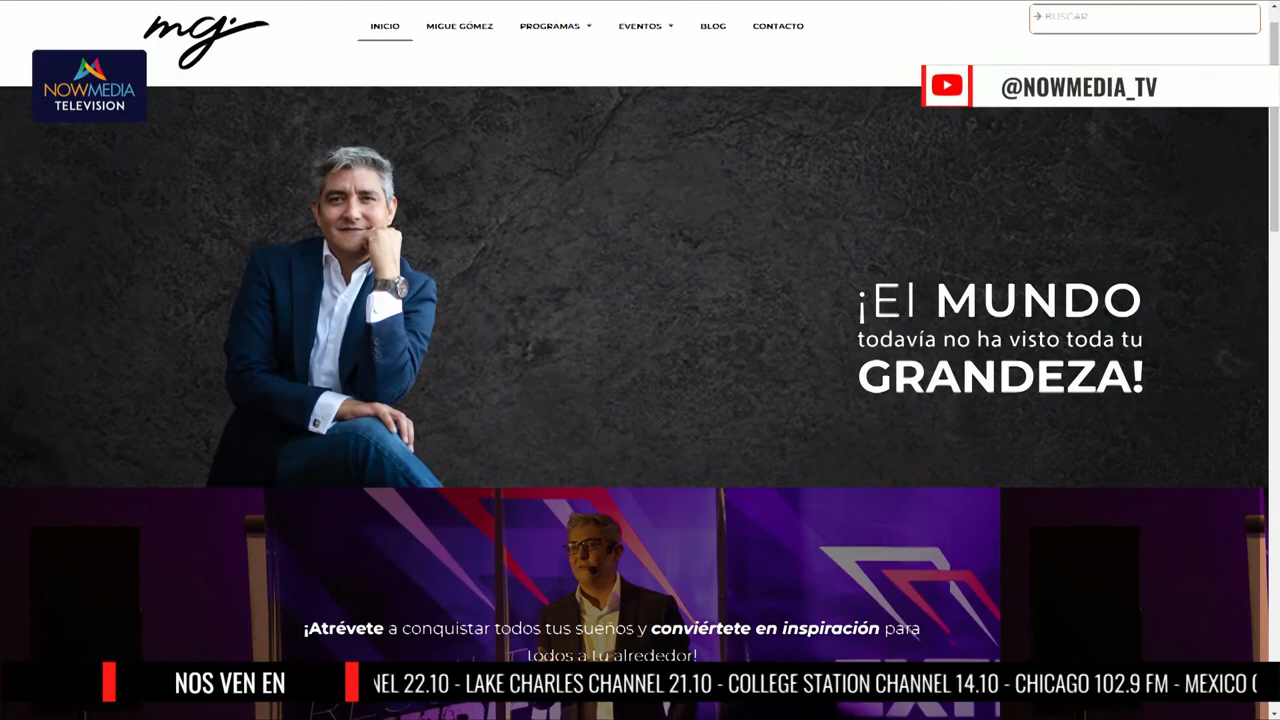 mg.
INICIO
MIGUE GÓMEZ
PROGRAMAS
EVENTOS
BLOG
CONTACTO
BUSCAR
NOWMEDIA
TELEVISION
@NOWMEDIA_TV
¡El MUNDO
todavía no ha visto toda tu
GRANDEZA!
¡Atrévete a conquistar todos tus sueños y conviértete en inspiración para
todos a tu alrededor!
NOS VEN EN
NEL 22.10 - LAKE CHARLES CHANNEL 21.10 - COLLEGE STATION CHANNEL 14.10 - CHICAGO 102.9 FM - MEXICO